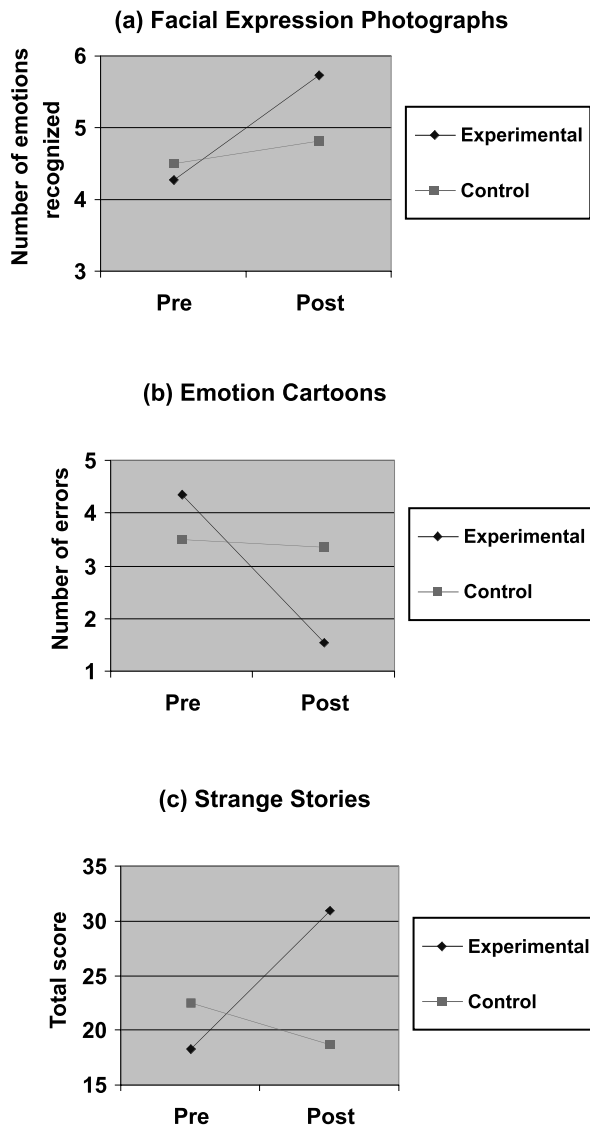 (a) Facial Expression Photographs
Number of emotions
recognized
6
5
4
3
Pre
Post
Experimental
Control
(b) Emotion Cartoons
Number of errors
5
4
3
2
1
Pre
Post
Experimental
Control
(c) Strange Stories
Total score
35
30
25
20
15
Pre
Post
Experimental
Control